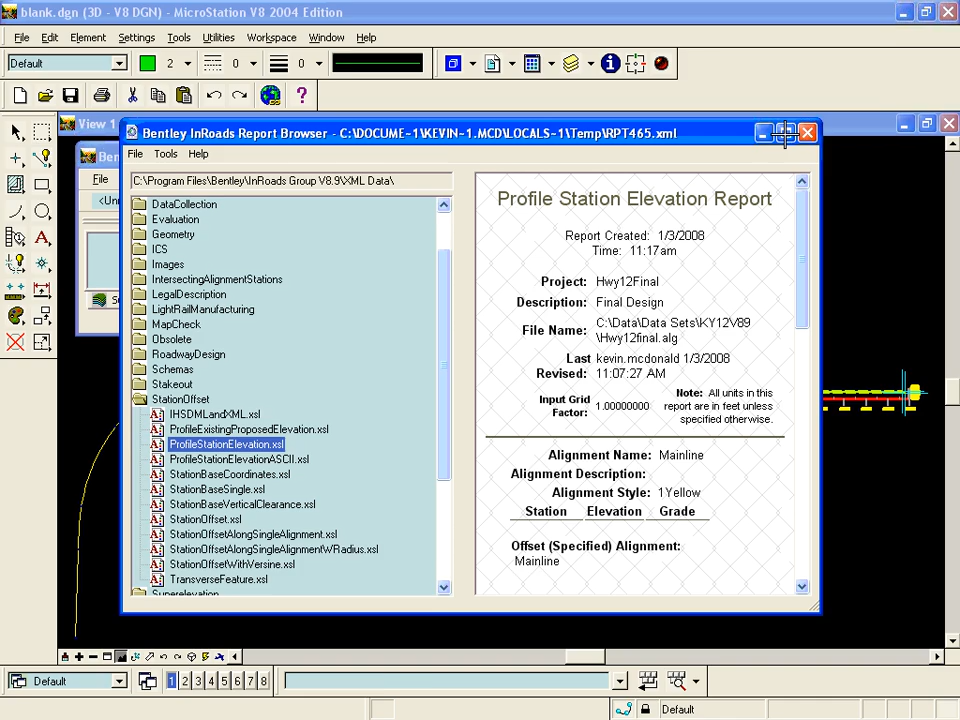 blank.dgn (3D - V8 DGN) - MicroStation V8 2004 Edition
File Edit Element Settings Tools Utilities Workspace Window Help
Default 2 0 0
View 1
Bentley InRoads Report Browser - C:\DOCUME~1\KEVIN~1.MCD\LOCALS~1\Temp\RPT465.xml
File Tools Help
Be
File
<Un
C:\Program Files\Bentley\InRoads Group V8.9\XML Data\
DataCollection
Evaluation
Geometry
ICS
Images
IntersectingAlignmentStations
LegalDescription
LightRailManufacturing
MapCheck
Obsolete
RoadwayDesign
Schemas
Stakeout
StationOffset
IHSDMLandXML.xsl
ProfileExistingProposedElevation.xsl
ProfileStationElevation.xsl
ProfileStationElevationASCII.xsl
StationBaseCoordinates.xsl
StationBaseSingle.xsl
StationBaseVerticalClearance.xsl
StationOffset.xsl
StationOffsetAlongSingleAlignment.xsl
StationOffsetAlongSingleAlignmentWRadius.xsl
StationOffsetWithVersine.xsl
TransverseFeature.xsl
Superelevation
Profile Station Elevation Report
Report Created: 1/3/2008
Time: 11:17am
Project: Hwy12Final
Description: Final Design
File Name: C:\Data\Data Sets\KY12V89
\Hwy12final.alg
Last kevin.mcdonald 1/3/2008
Revised: 11:07:27 AM
Input Grid Factor: 1.00000000 Note: All units in this
report are in feet unless
specified otherwise.
Alignment Name: Mainline
Alignment Description:
Alignment Style: 1Yellow
Station Elevation Grade
Offset (Specified) Alignment:
Mainline
Default 1 2 3 4 5 6 7 8
Default